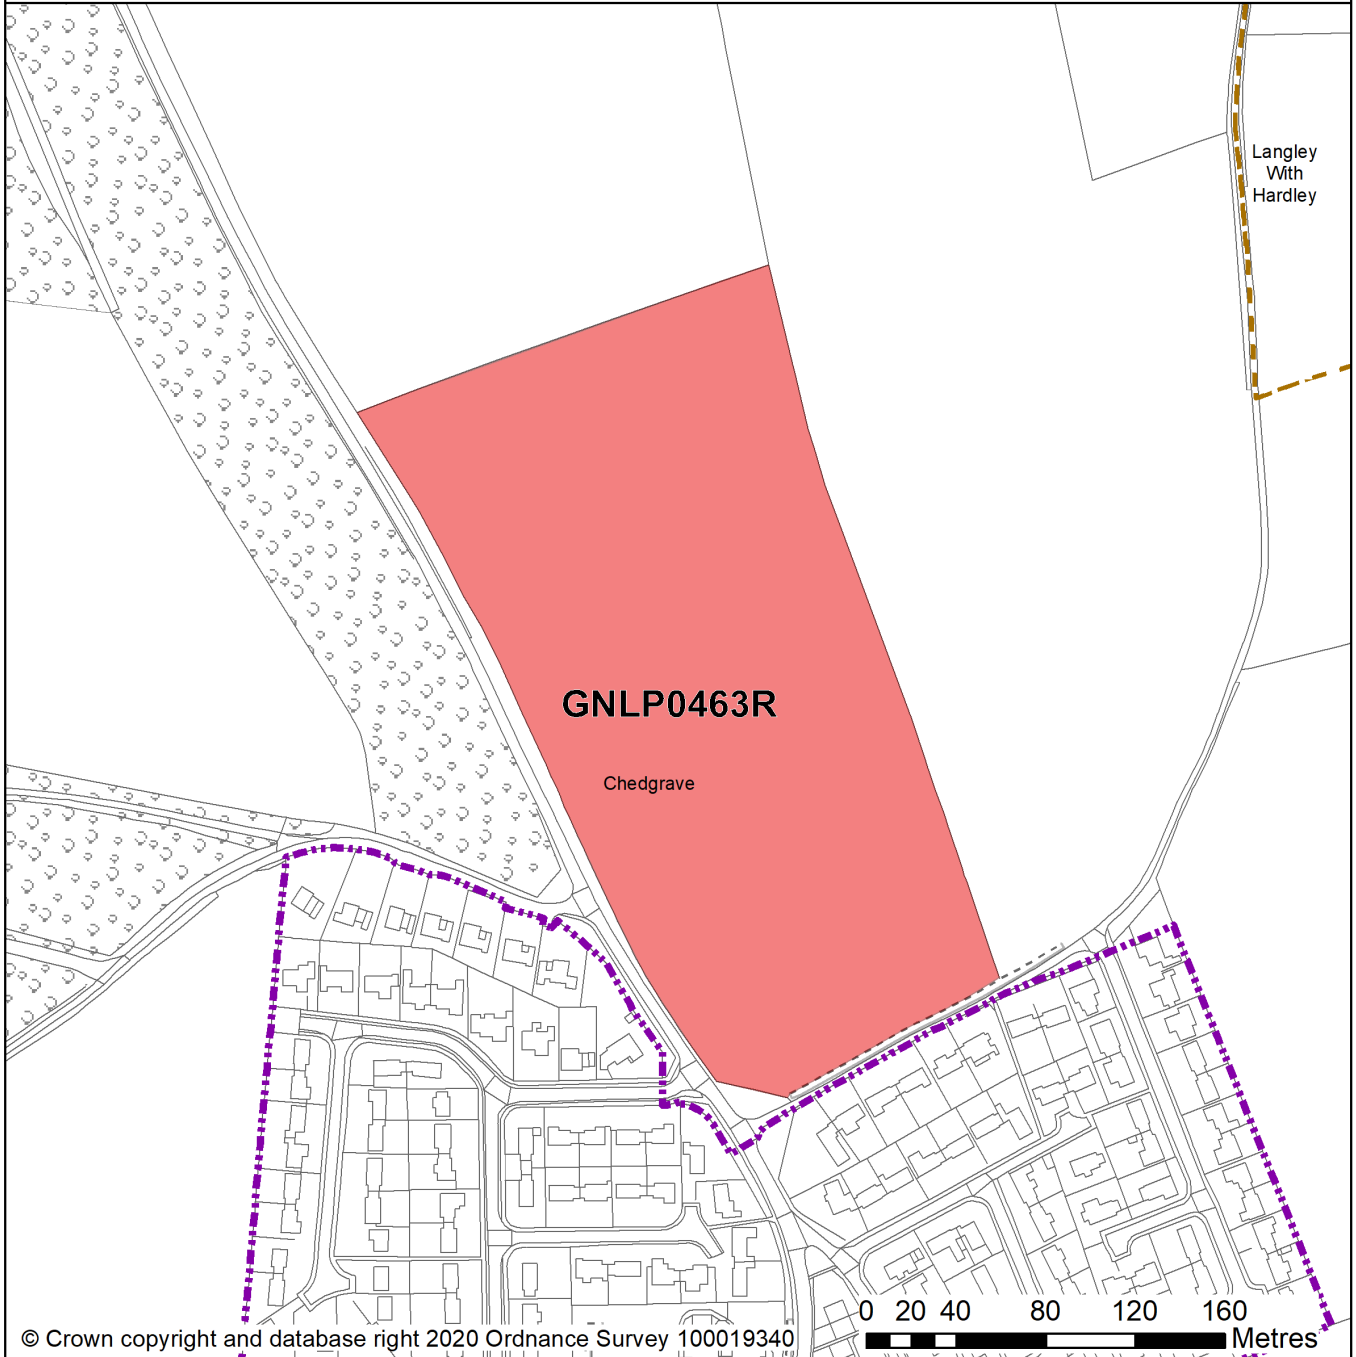 Langley
With
Hardley
GNLP0463R
Chedgrave
0 20 40 80 120 160
Metres
© Crown copyright and database right 2020 Ordnance Survey 100019340